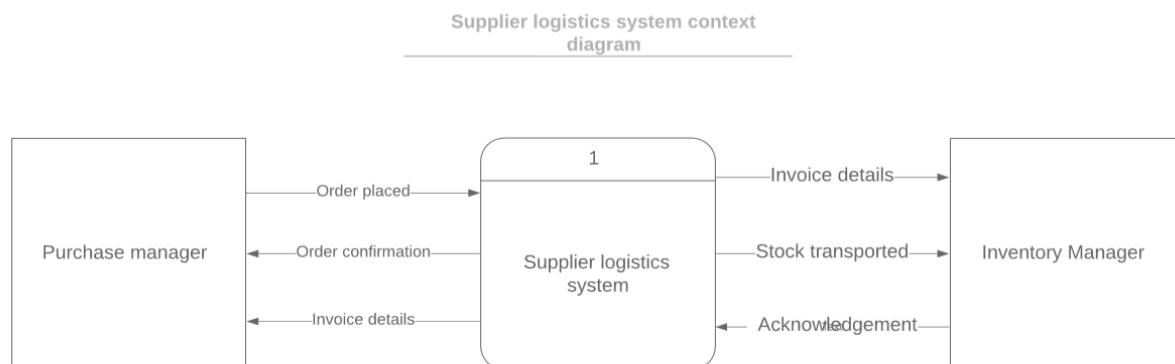 Supplier logistics system context
diagram
1
Order placed
Invoice details
Purchase manager
Order confirmation
Supplier logistics
system
Stock transported
Inventory Manager
Invoice details
Acknowledgement